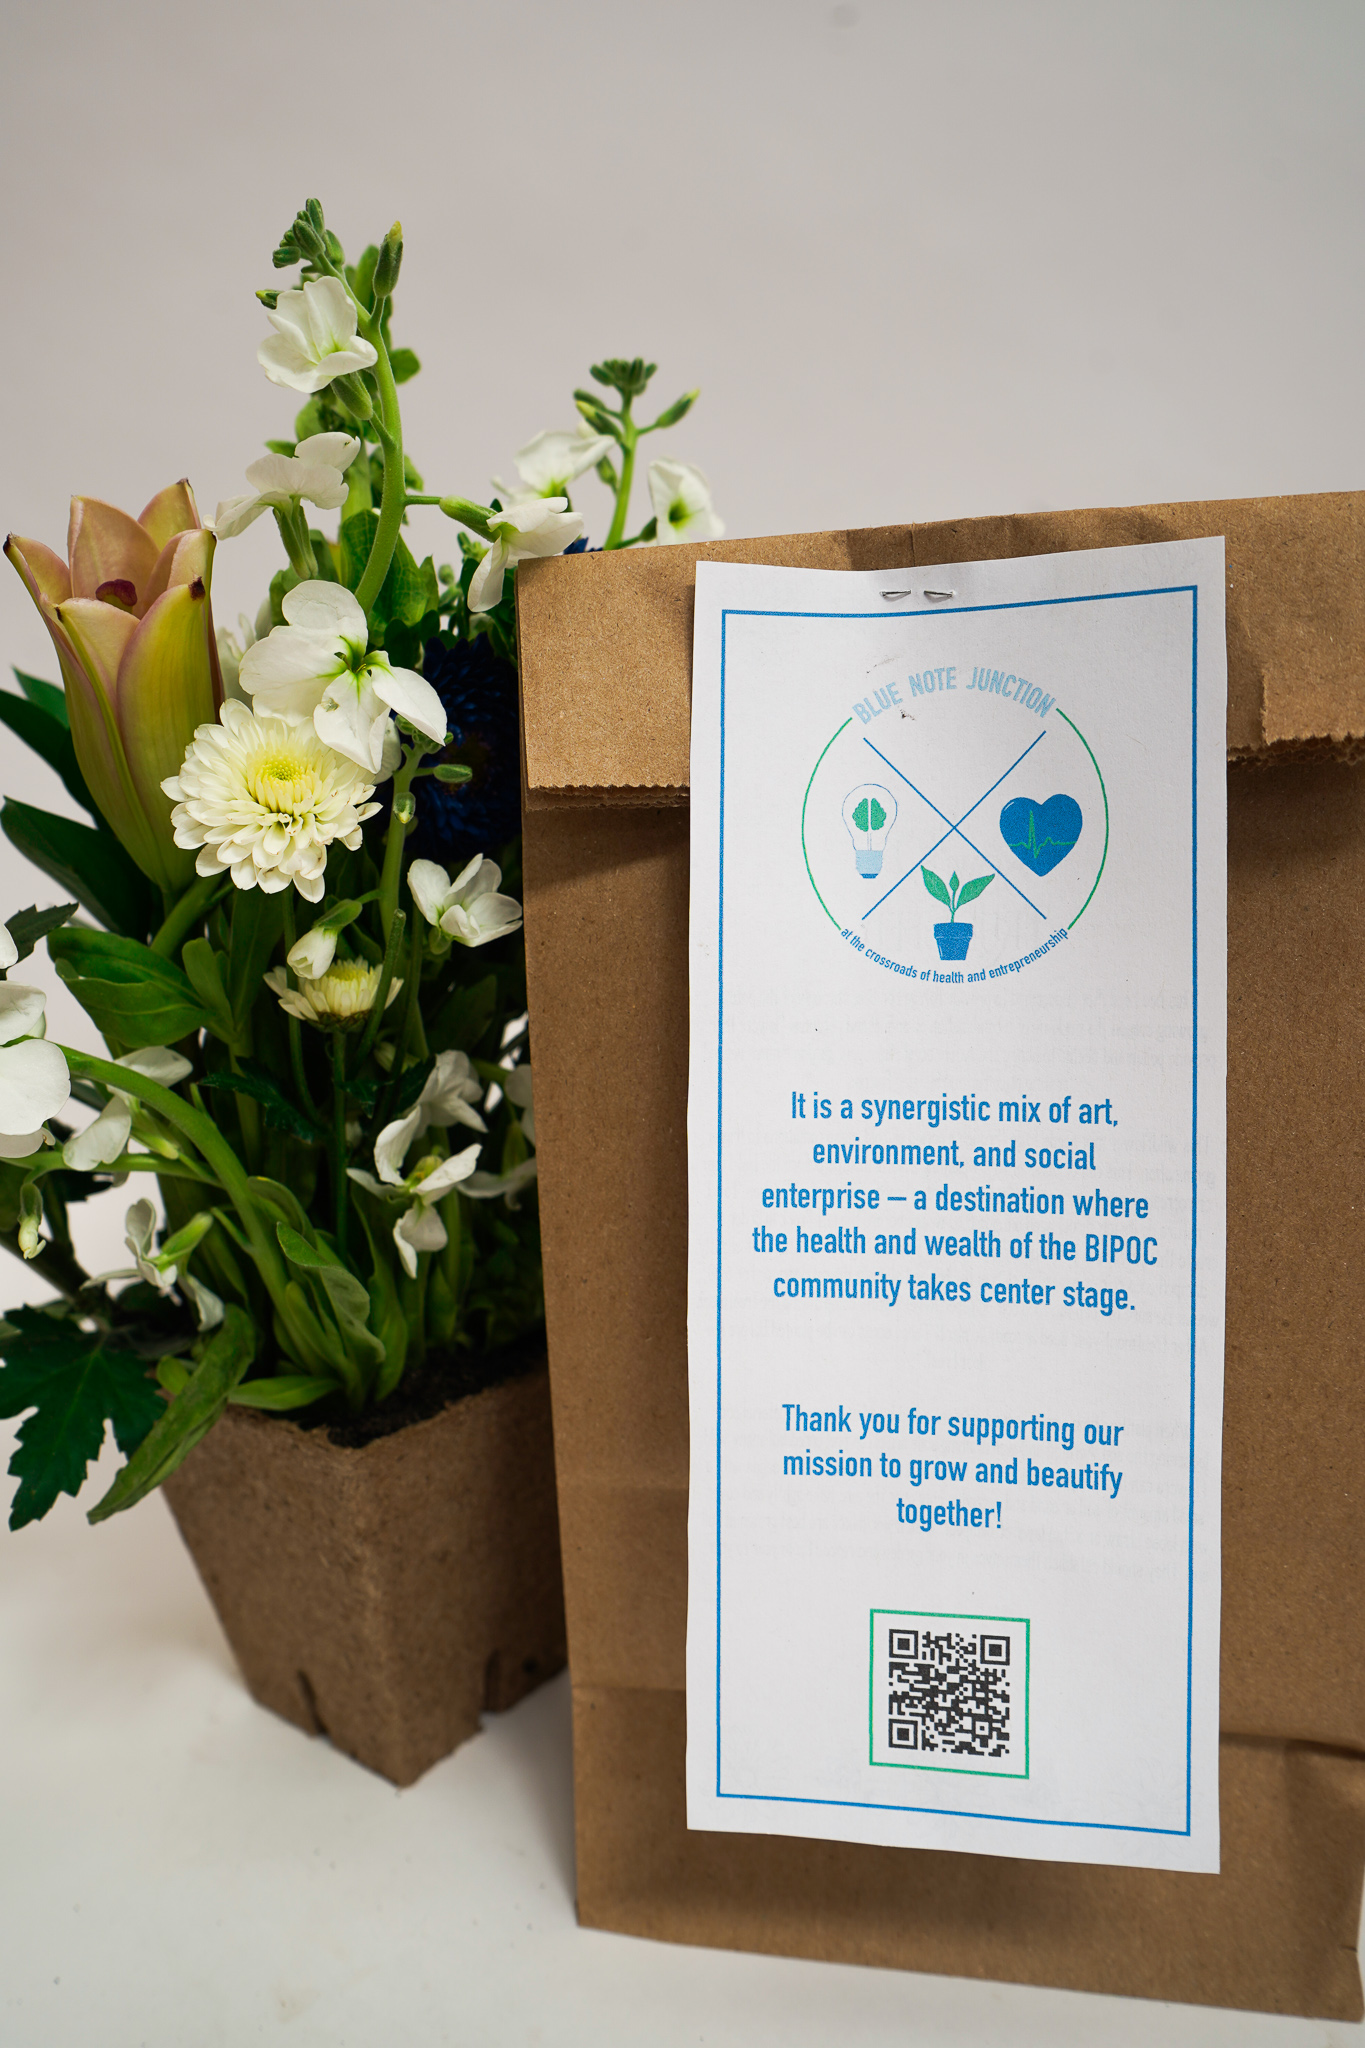 BLUE NOTE JUNCTION
at the crossroads of health and entrepreneurship
It is a synergistic mix of art,
environment, and social
enterprise – a destination where
the health and wealth of the BIPOC
community takes center stage.
Thank you for supporting our
mission to grow and beautify
together!